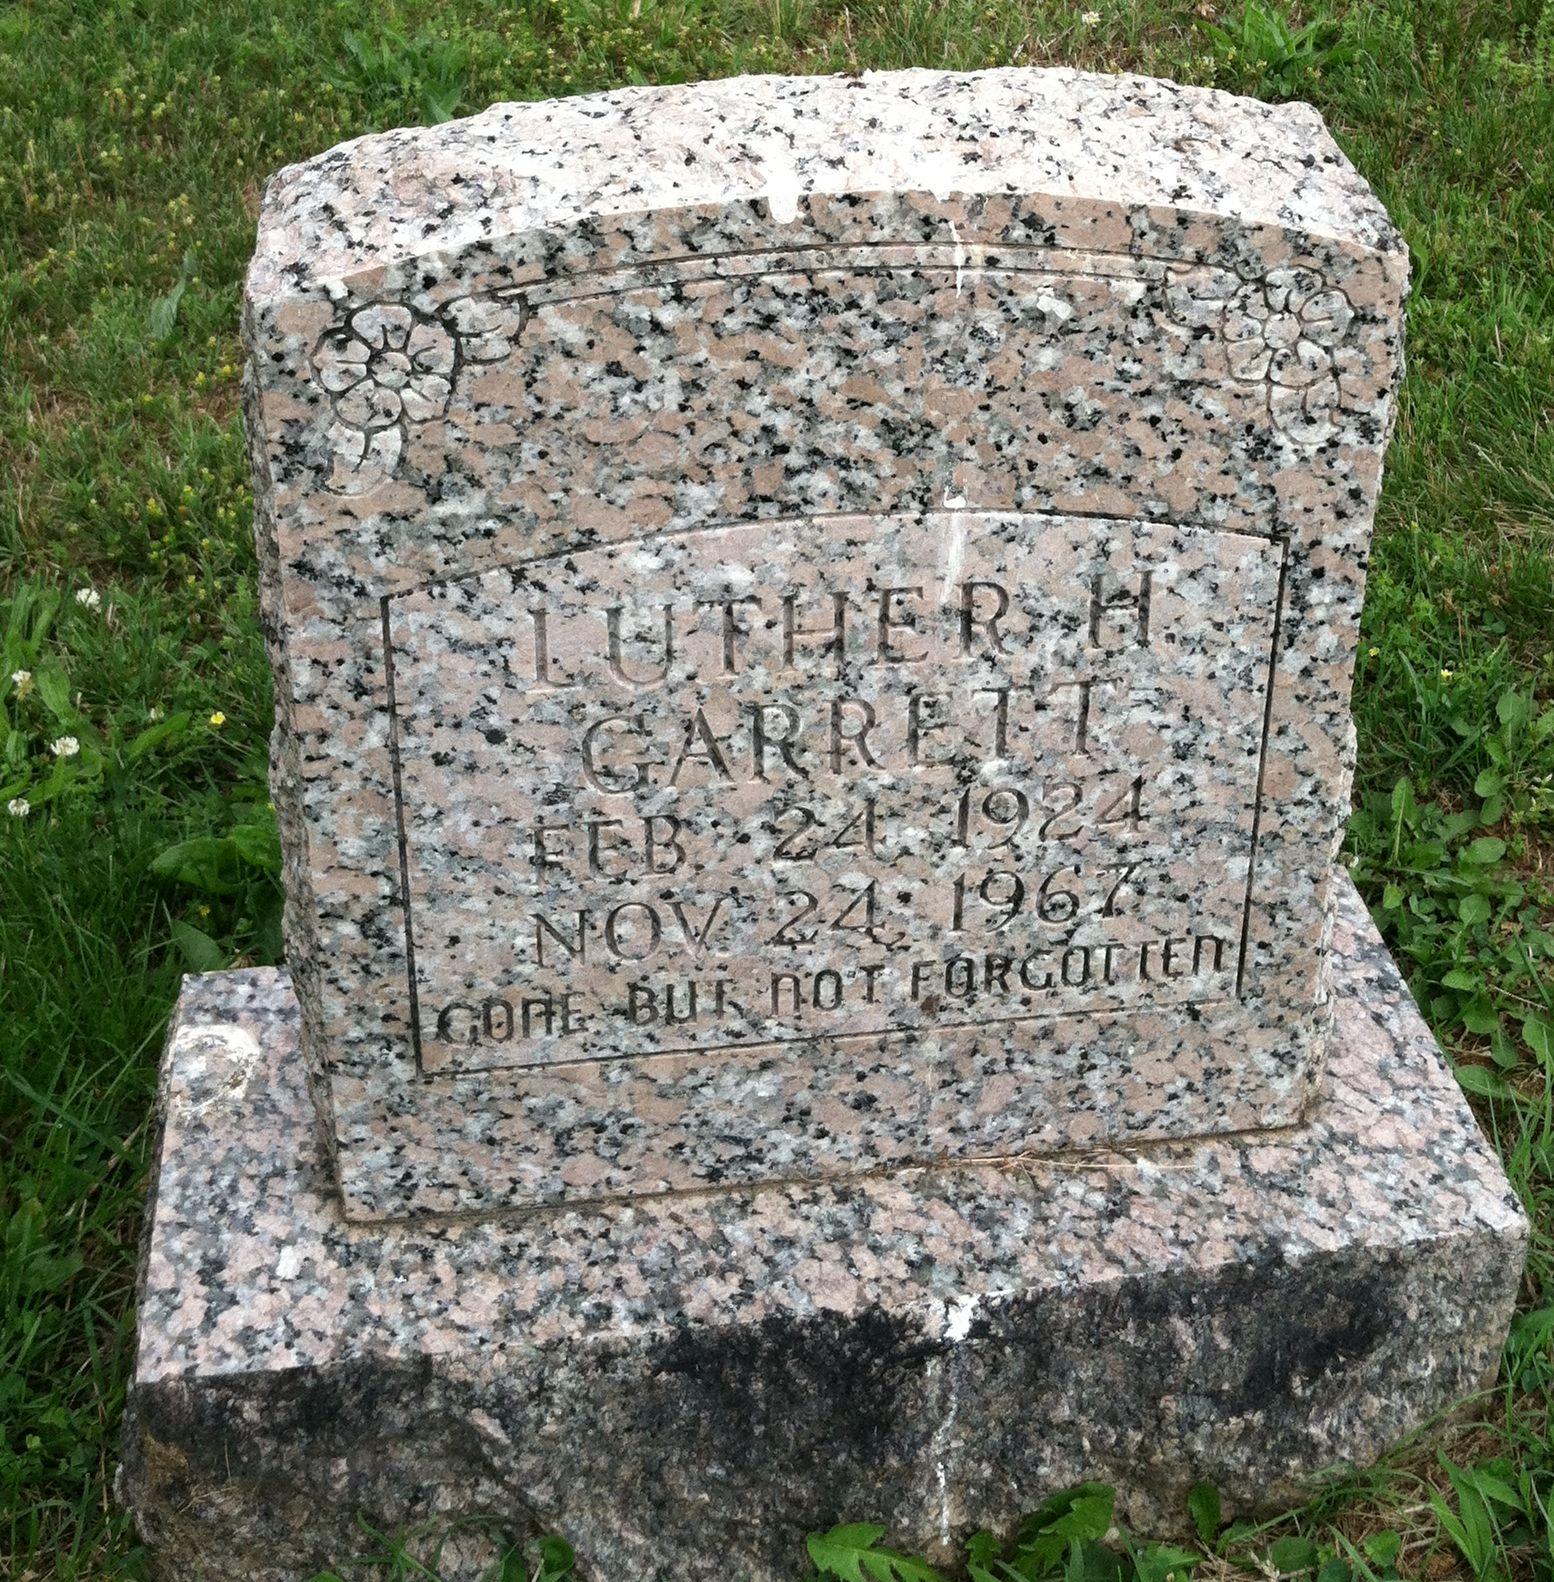 LUTHER H
GARRETT
FEB. 24, 1924
NOV. 24, 1967
GONE BUT NOT FORGOTTEN